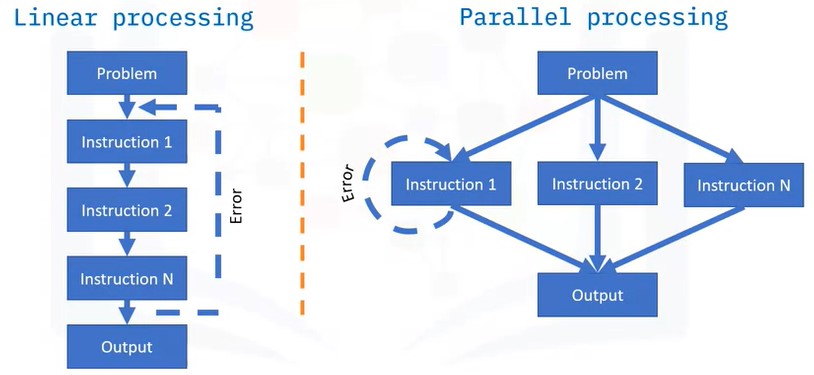 Linear processing
Problem
Instruction 1
Instruction 2
Instruction N
Output
Error
Parallel processing
Problem
Error
Instruction 1
Instruction 2
Instruction N
Output